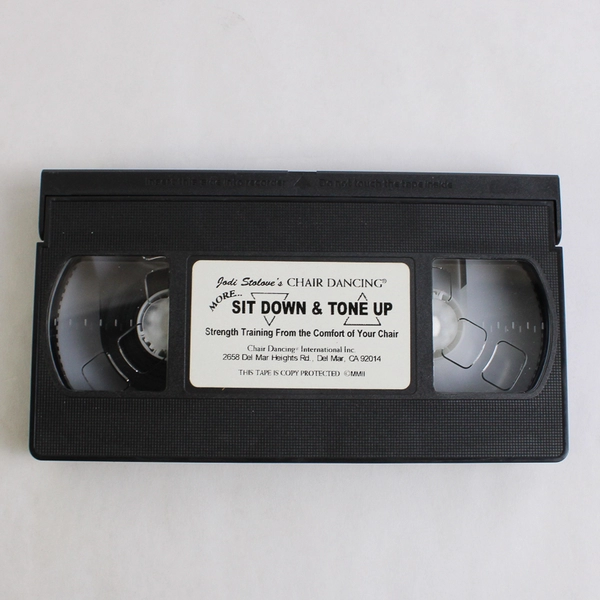 Jodi Stolove's CHAIR DANCING®
MORE..
SIT DOWN & TONE UP
Strength Training From the Comfort of Your Chair
Chair Dancing® International Inc.
2658 Del Mar Heights Rd., Del Mar, CA 92014
THIS TAPE IS COPY PROTECTED ©MMII